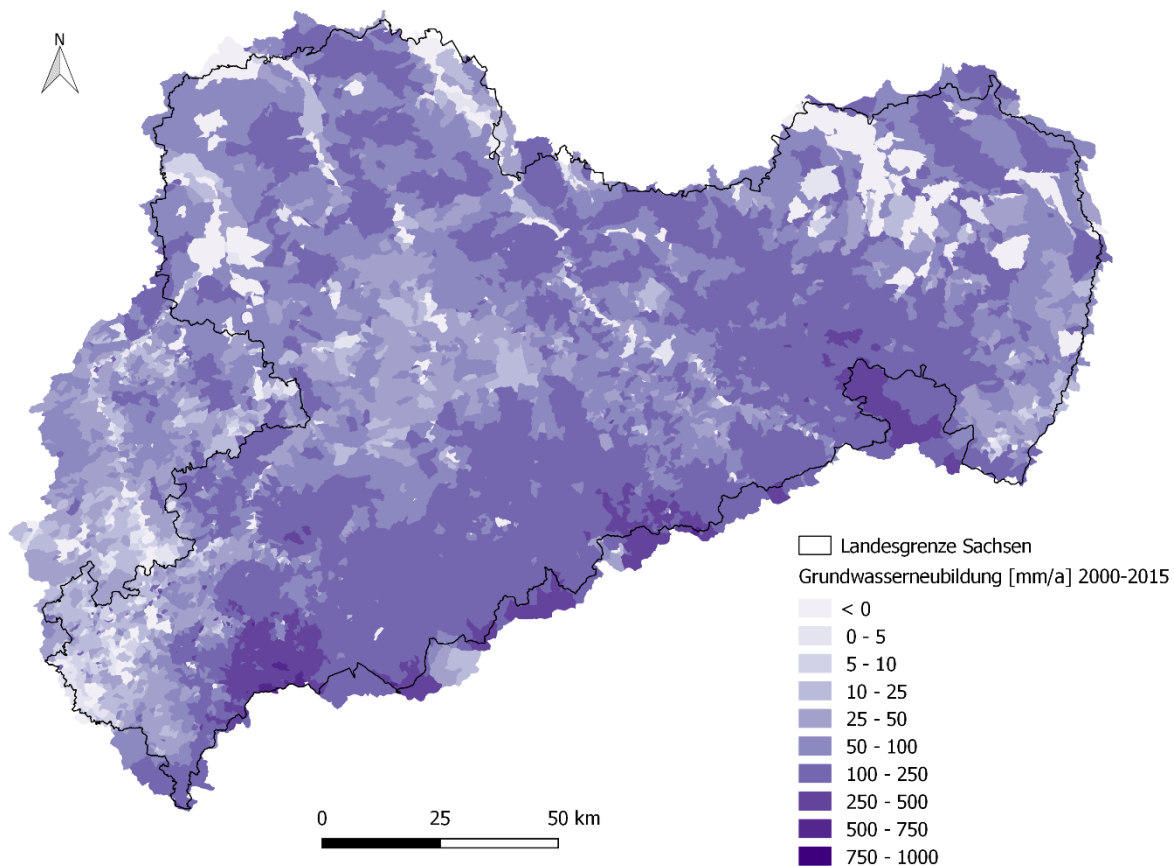 N
Landesgrenze Sachsen
Grundwasserneubildung [mm/a] 2000-2015
< 0
0 - 5
5 - 10
10 - 25
25 - 50
50 - 100
100 - 250
250 - 500
500 - 750
750 - 1000
0 25 50 km